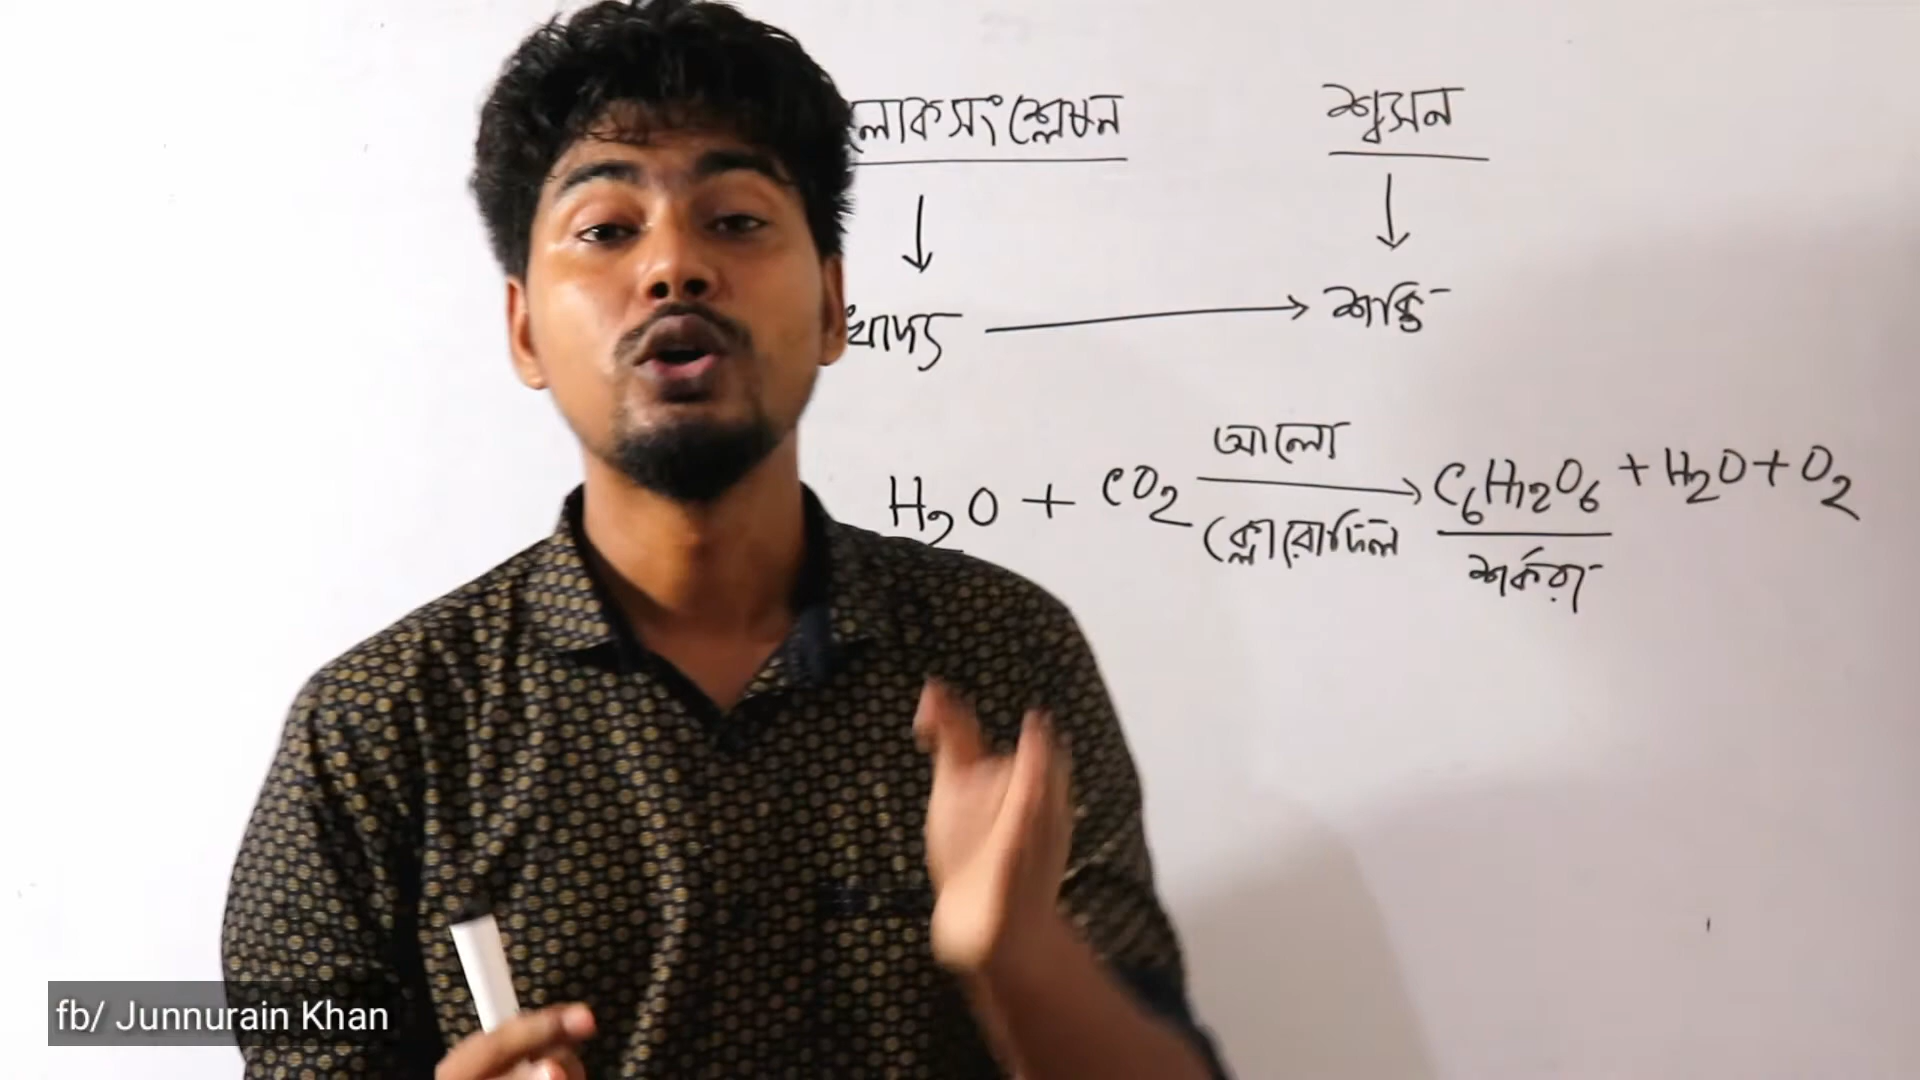 লোকসংশ্লেষন শ্বসন
খাদ্য → শক্তি
আলো
H₂O + CO₂ → C₆H₁₂O₆ + H₂O + O₂
ক্লোরোফিল শর্করা
fb/ Junnurain Khan